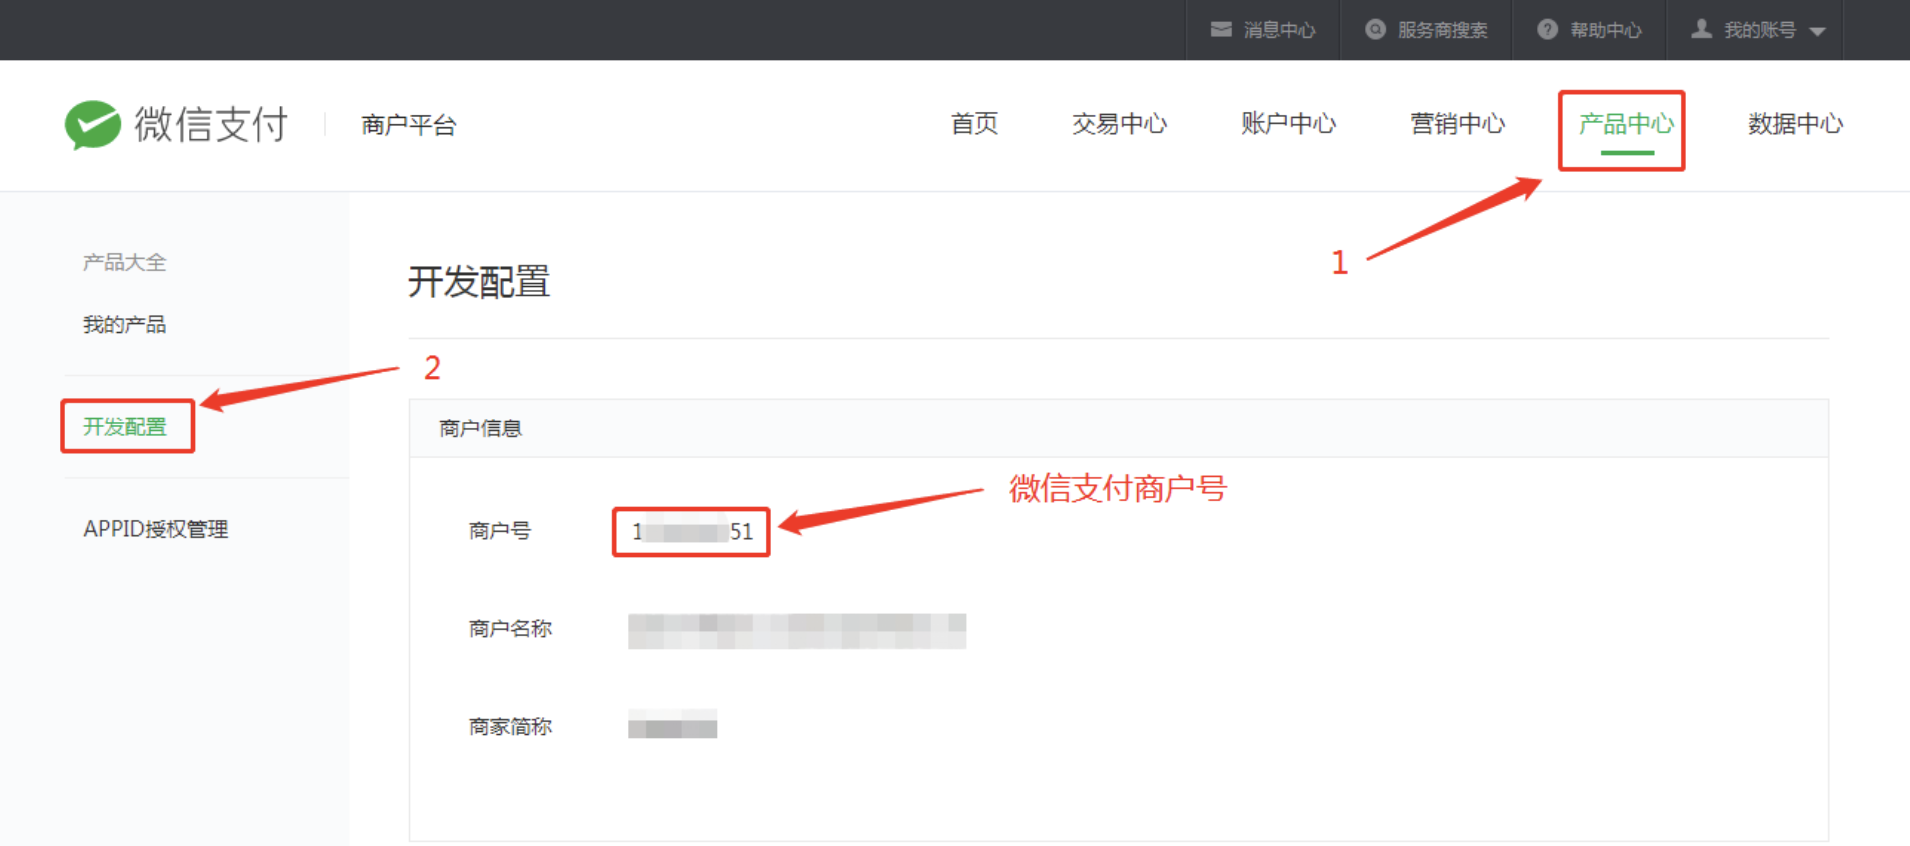 消息中心 服务商搜索 帮助中心 我的账号
微信支付 商户平台 首页 交易中心 账户中心 营销中心 产品中心 数据中心
1
产品大全
我的产品
开发配置
APPID授权管理
开发配置
2
商户信息
微信支付商户号
商户号 1 51
商户名称
商家简称